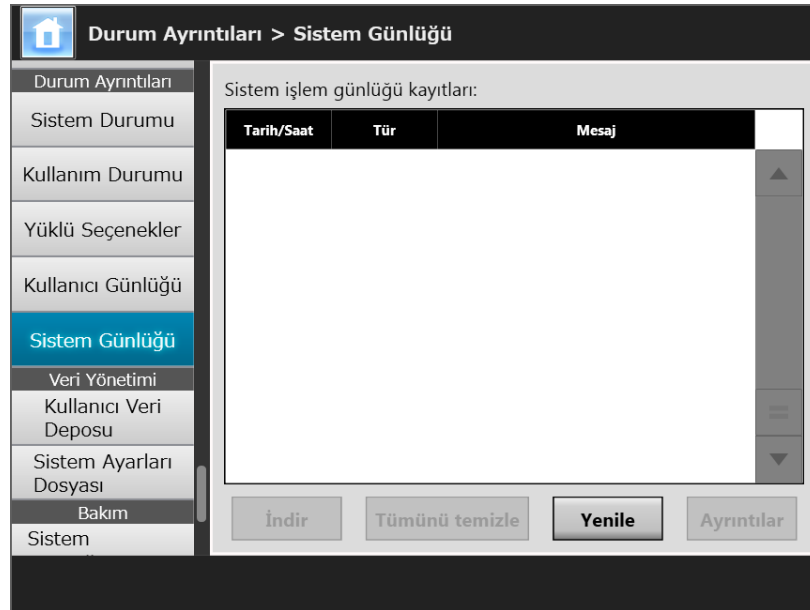 Durum Ayrıntıları > Sistem Günlüğü
Durum Ayrıntıları
Sistem Durumu
Kullanım Durumu
Yüklü Seçenekler
Kullanıcı Günlüğü
Sistem Günlüğü
Veri Yönetimi
Kullanıcı Veri
Deposu
Sistem Ayarları
Dosyası
Bakım
Sistem
Sistem işlem günlüğü kayıtları:
Tarih/Saat Tür Mesaj
İndir Tümünü temizle Yenile Ayrıntılar